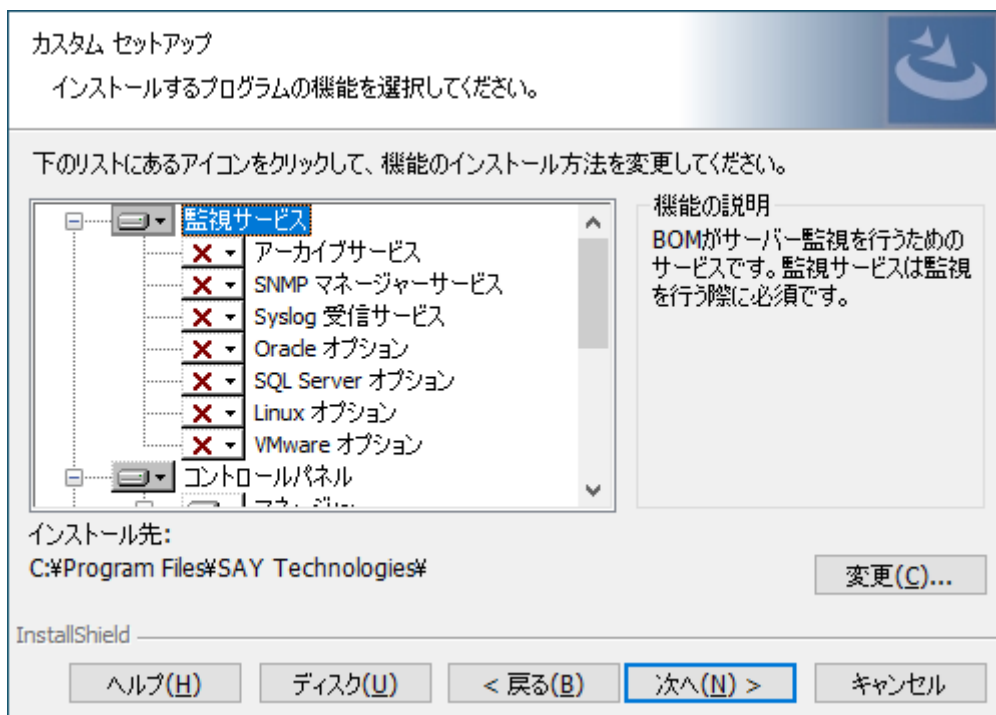 カスタム セットアップ
インストールするプログラムの機能を選択してください。
下のリストにあるアイコンをクリックして、機能のインストール方法を変更してください。
監視サービス
アーカイブサービス
SNMP マネージャーサービス
Syslog 受信サービス
Oracle オプション
SQL Server オプション
Linux オプション
VMware オプション
コントロールパネル
機能の説明
BOMがサーバー監視を行うための
サービスです。監視サービスは監視
を行う際に必須です。
インストール先:
C:¥Program Files¥SAY Technologies¥
変更(C)...
InstallShield
ヘルプ(H)
ディスク(U)
< 戻る(B)
次へ(N) >
キャンセル